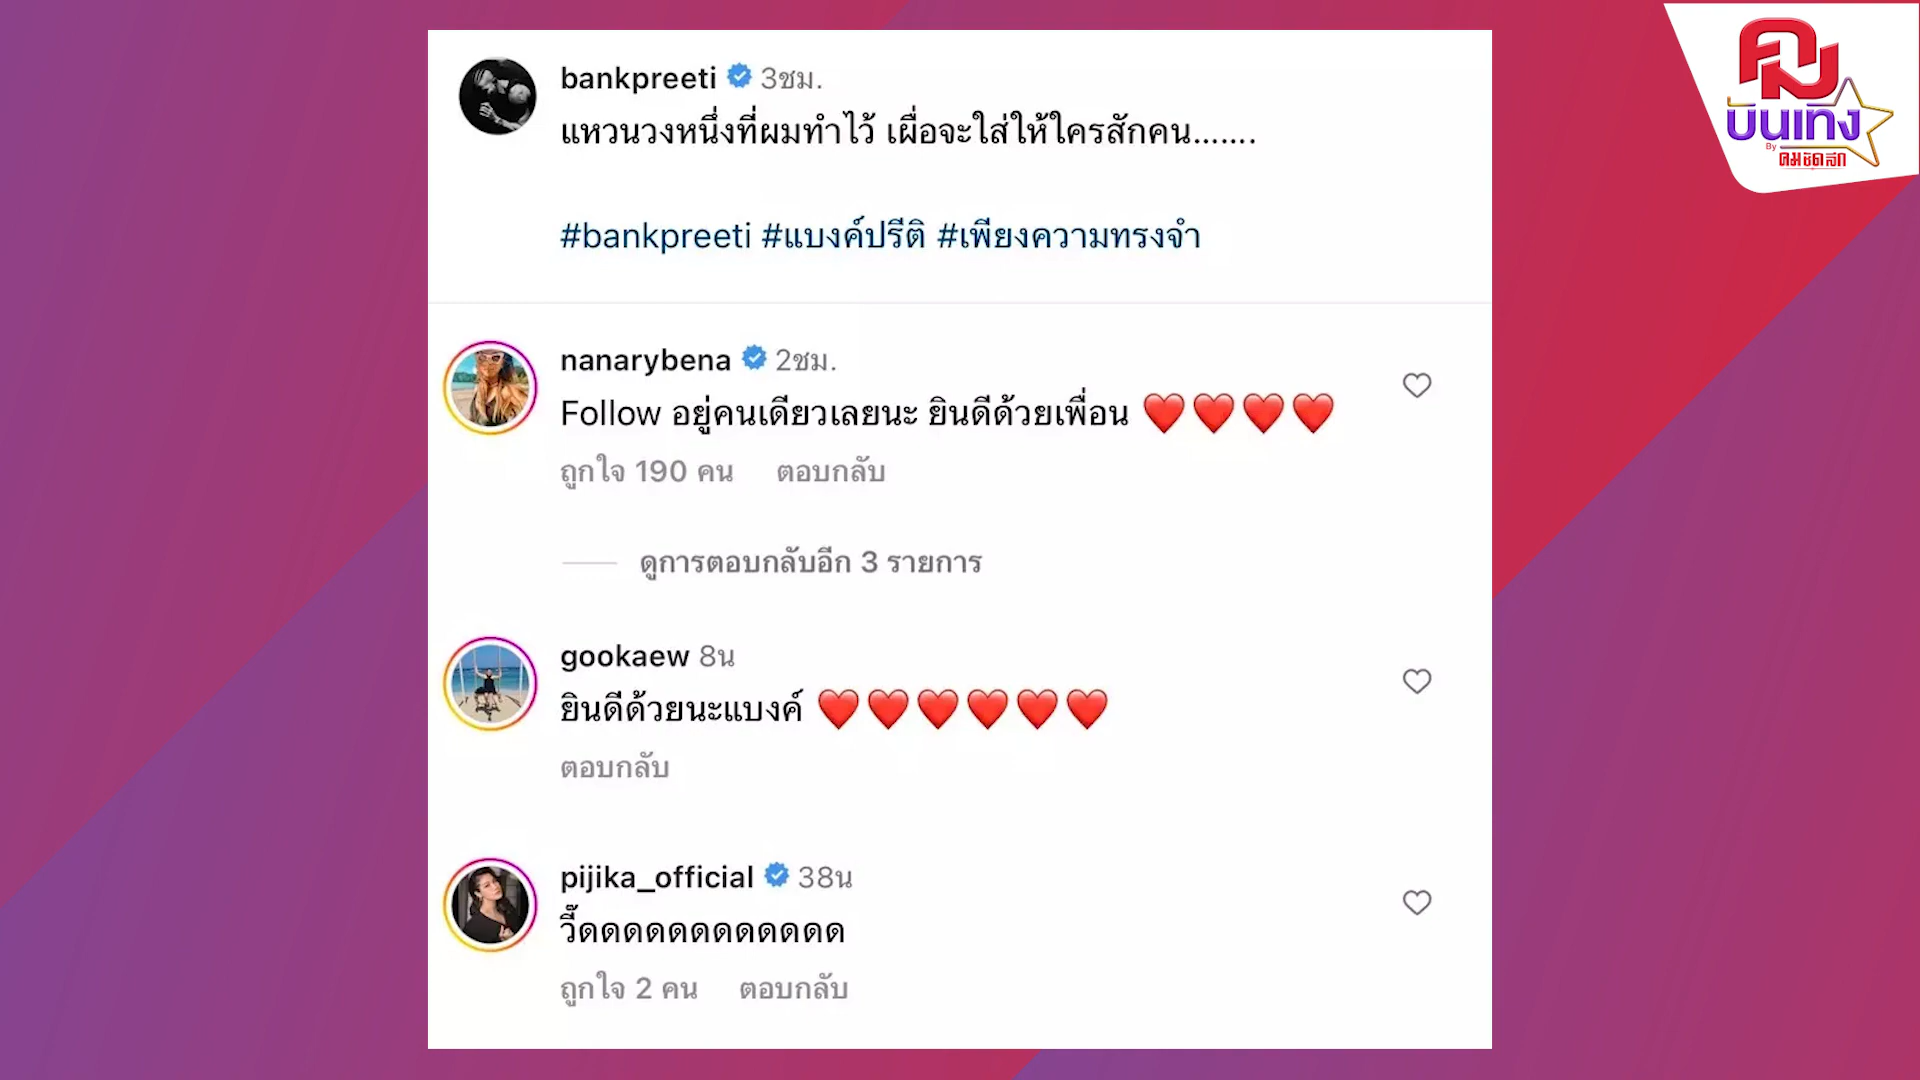 bankpreeti 3ชม.
แหวนวงหนึ่งที่ผมทำไว้ เผื่อจะใส่ให้ใครสักคน.......
#bankpreeti #แบงค์ปรีติ #เพียงความทรงจำ
nanarybena 2ชม.
Follow อยู่คนเดียวเลยนะ ยินดีด้วยเพื่อน ❤️❤️❤️❤️
ถูกใจ 190 คน ตอบกลับ
ดูการตอบกลับอีก 3 รายการ
gookaew 8น
ยินดีด้วยนะแบงค์ ❤️❤️❤️❤️❤️❤️
ตอบกลับ
pijika_official 38น
วี๊ดดดดดดดดดดดด
ถูกใจ 2 คน ตอบกลับ
คม
บันเทิง
By
คมชัดลึก